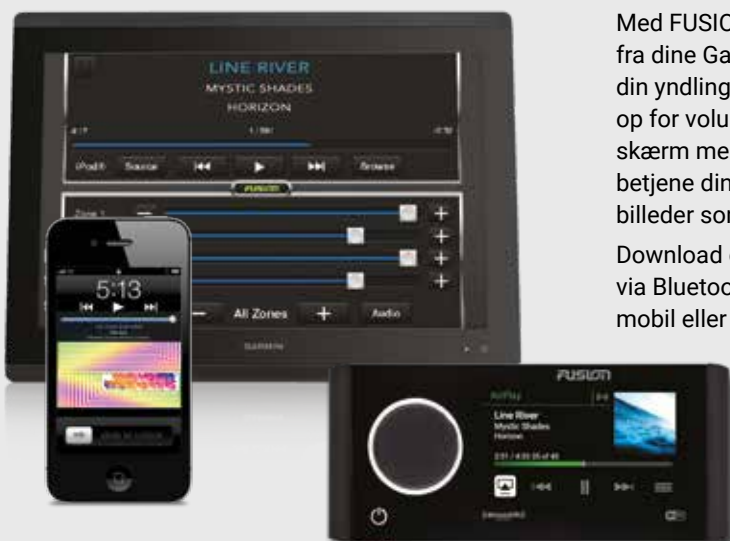 LINE RIVER
MYSTIC SHADES
HORIZON
iPod®
Source
Browse
FUSION
Zone 1
All Zones
Audio
GARMIN
5:13
FUSION
AirPlay
Line River
Mystic Shades
Horizon
Med FUSIO
fra dine Ga
din yndling
op for volu
skærm me
betjene din
billeder son
Download
via Bluetoo
mobil eller